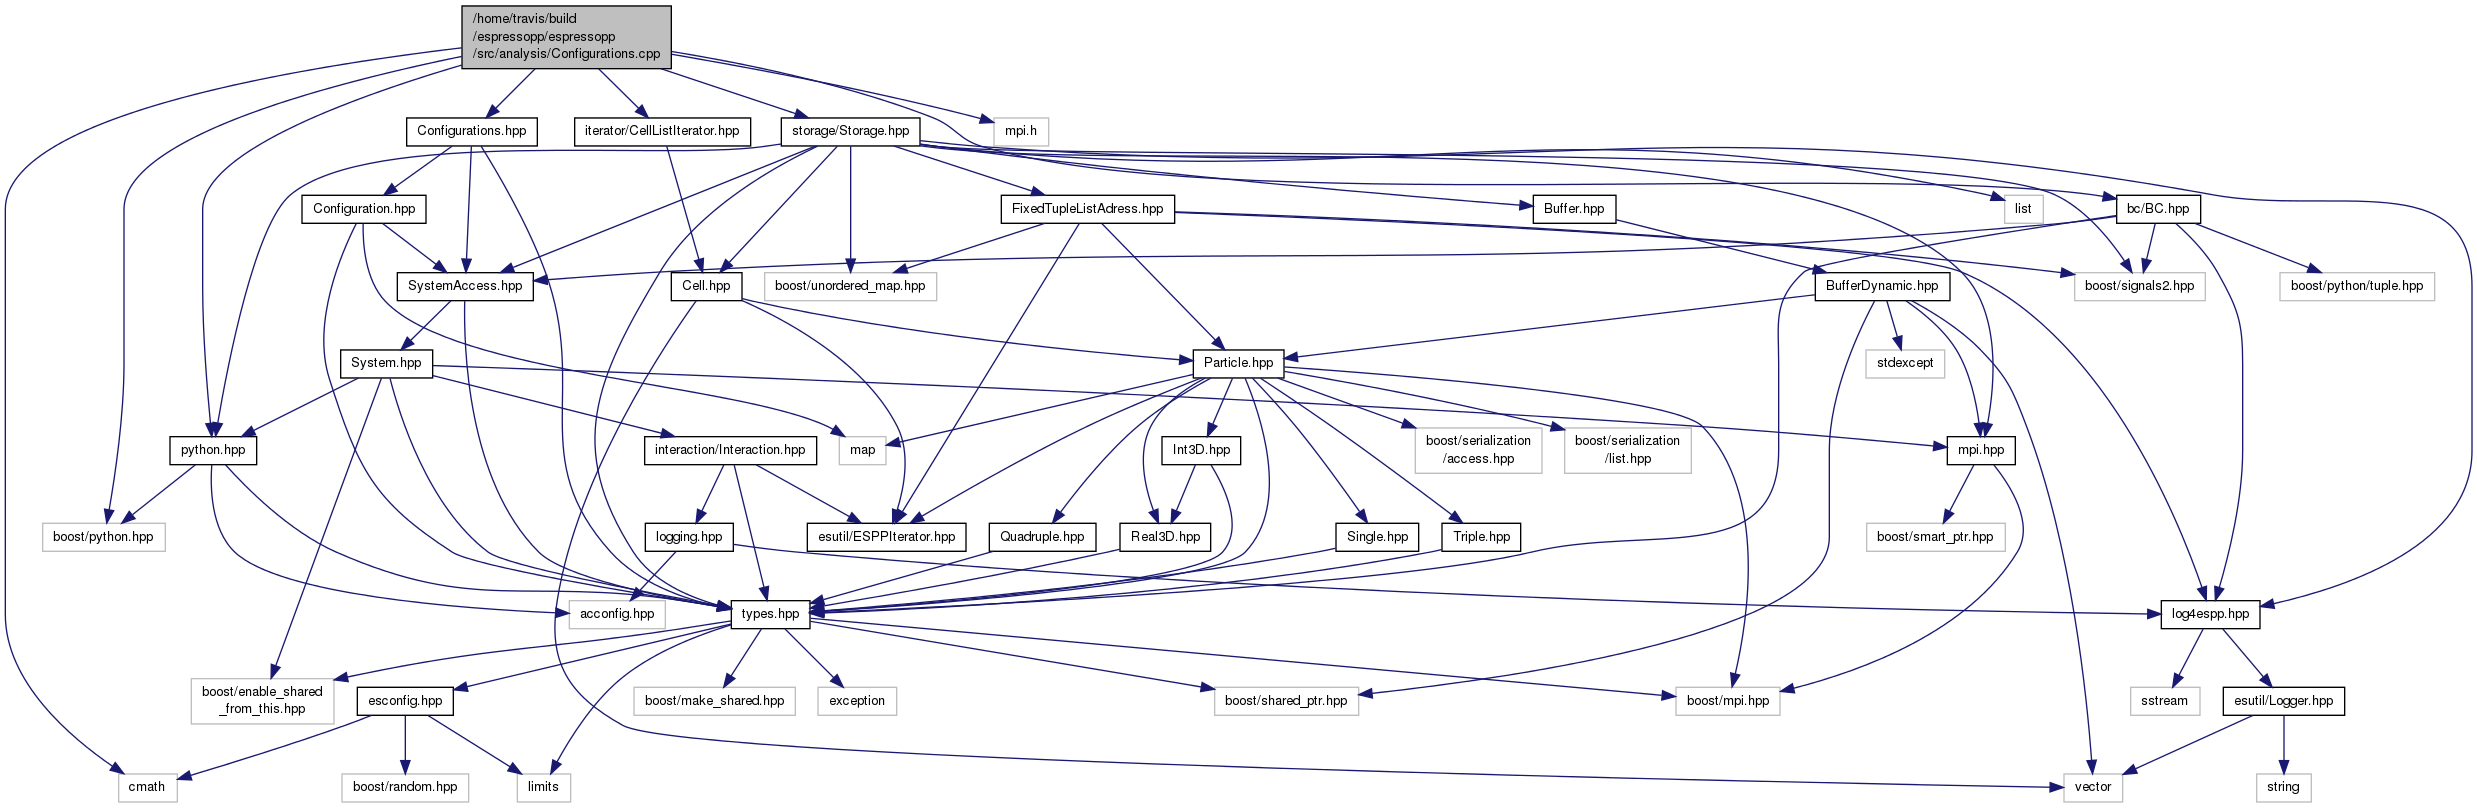 /home/travis/build
/espressopp/espressopp
/src/analysis/Configurations.cpp
Configurations.hpp
iterator/CellListIterator.hpp
storage/Storage.hpp
mpi.h
Configuration.hpp
FixedTupleListAdress.hpp
Buffer.hpp
list
bc/BC.hpp
SystemAccess.hpp
Cell.hpp
boost/unordered_map.hpp
BufferDynamic.hpp
boost/signals2.hpp
boost/python/tuple.hpp
System.hpp
Particle.hpp
stdexcept
python.hpp
interaction/Interaction.hpp
map
Int3D.hpp
boost/serialization
/access.hpp
boost/serialization
/list.hpp
mpi.hpp
boost/python.hpp
logging.hpp
esutil/ESPPIterator.hpp
Quadruple.hpp
Real3D.hpp
Single.hpp
Triple.hpp
boost/smart_ptr.hpp
acconfig.hpp
types.hpp
log4espp.hpp
boost/enable_shared
_from_this.hpp
esconfig.hpp
boost/make_shared.hpp
exception
boost/shared_ptr.hpp
boost/mpi.hpp
sstream
esutil/Logger.hpp
cmath
boost/random.hpp
limits
vector
string